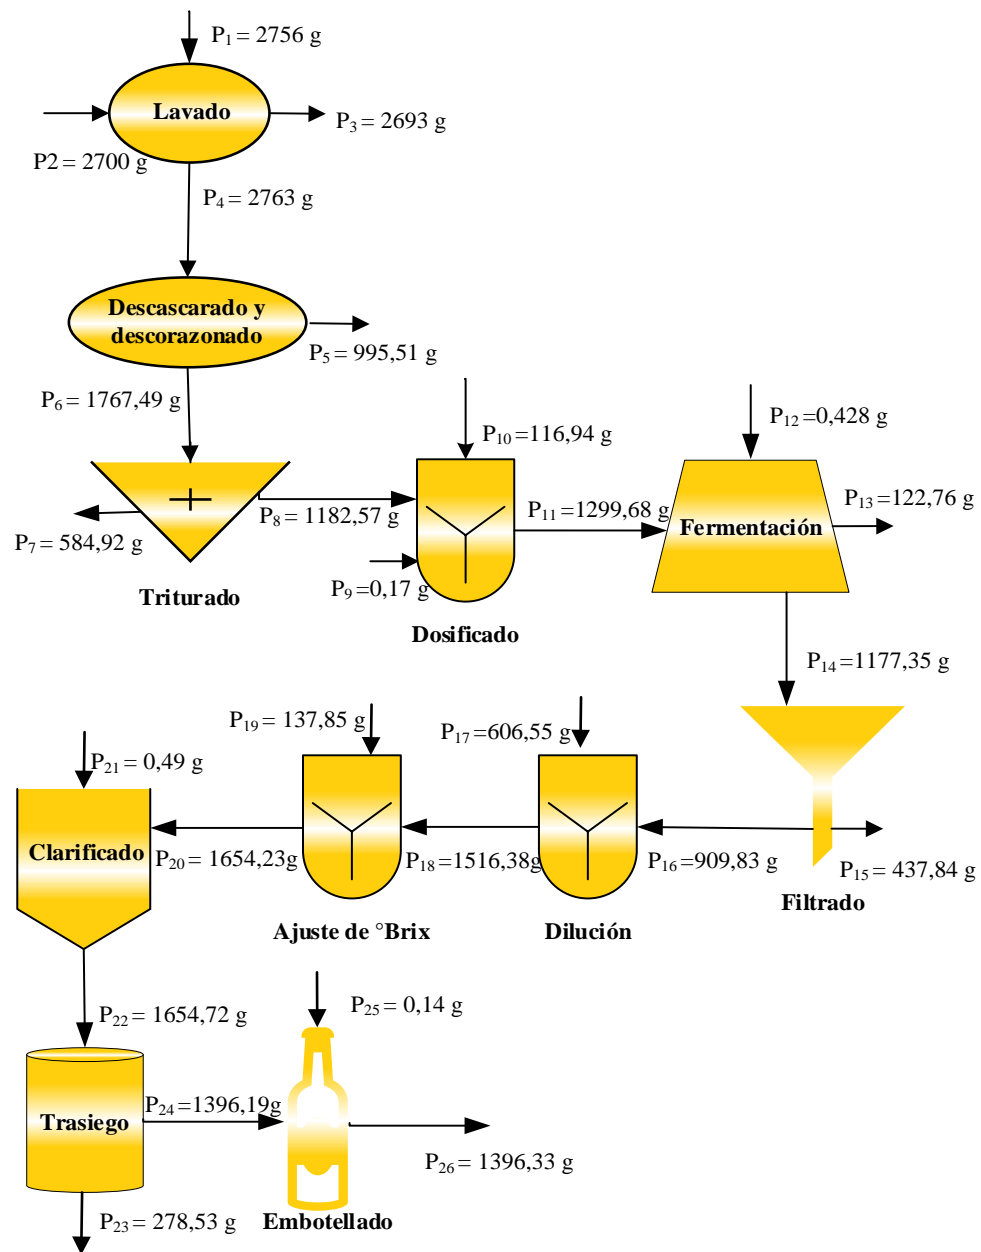 P1 = 2756 g
Lavado
P3 = 2693 g
P2 = 2700 g
P4 = 2763 g
Descascarado y
descorazonado
P5 = 995,51 g
P6 = 1767,49 g
P10 =116,94 g
P12 =0,428 g
P7 = 584,92 g
P8 = 1182,57 g
P9 =0,17 g
P11 =1299,68 g
Fermentación
P13 =122,76 g
Triturado
Dosificado
P14 =1177,35 g
P19 = 137,85 g
P17 =606,55 g
P21 = 0,49 g
Clarificado
P20 = 1654,23g
P18 =1516,38g
P16 = 909,83 g
P15 = 437,84 g
Filtrado
Ajuste de °Brix
Dilución
P22 = 1654,72 g
P25 = 0,14 g
Trasiego
P24 =1396,19g
P26 = 1396,33 g
P23 = 278,53 g
Embotellado